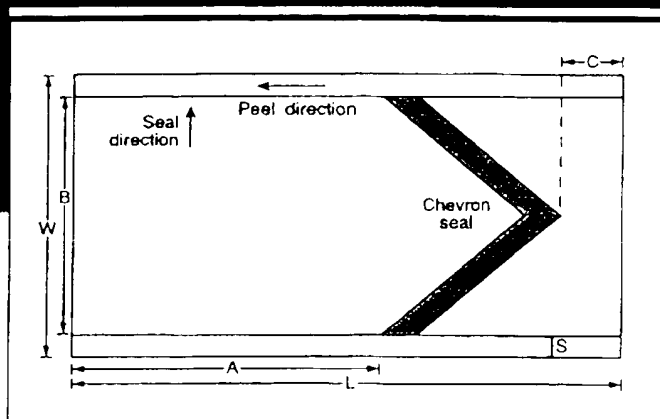 C
Peel direction
Seal
direction
B
W
Chevron
seal
S
A
L